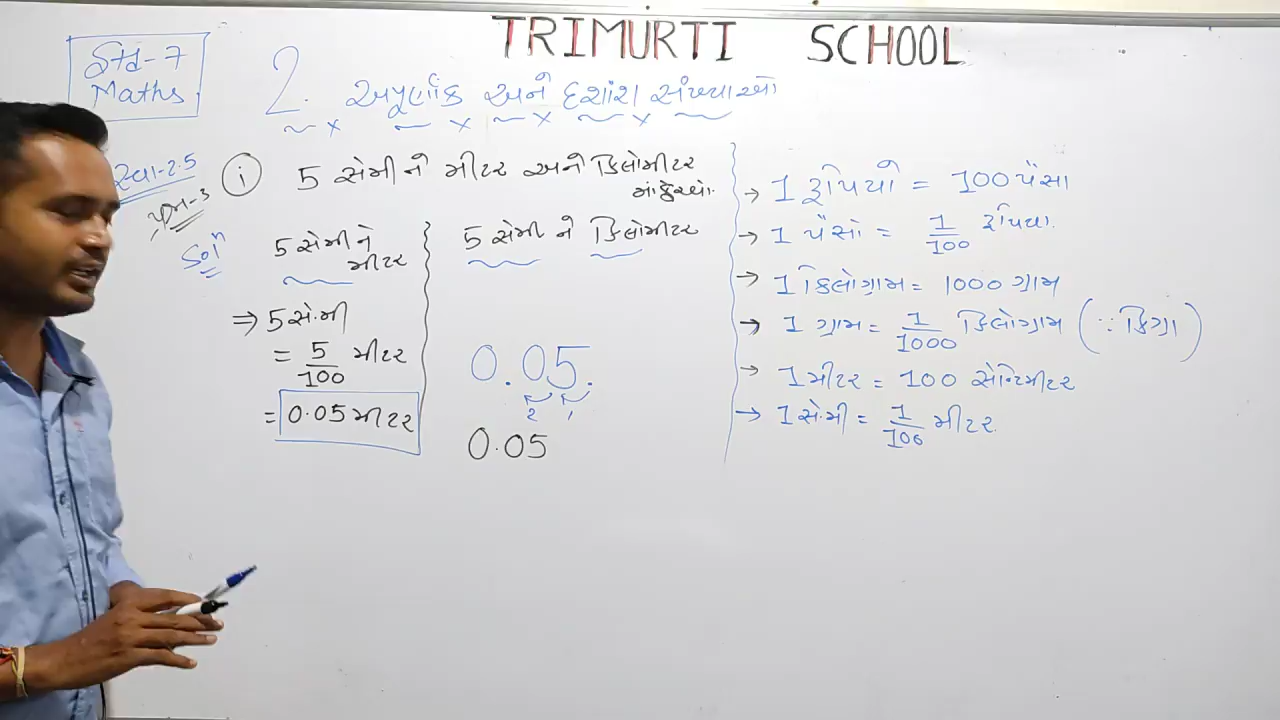 TRIMURTI SCHOOL
Std-7
Maths
2. અપૂર્ણાંક અને દશાંશ સંખ્યાઓ
સ્વા-2.5
પ્રશ્ન-3
i 5 સેમીને મીટર અને કિલોમીટર
માં ફેરવો.
Solⁿ
5 સેમીને
મીટર
⇒ 5 સે.મી
= 5/100 મીટર
= 0.05 મીટર
5 સેમી ને કિલોમીટર
0.05.
2 1
0.05
→ 1 રૂપિયો = 100 પૈસા
→ 1 પૈસો = 1/100 રૂપિયા.
→ 1 કિલોગ્રામ = 1000 ગ્રામ
→ 1 ગ્રામ = 1/1000 કિલોગ્રામ (∵ કિગ્રા)
→ 1 મીટર = 100 સેન્ટિમીટર
→ 1 સે.મી = 1/100 મીટર.